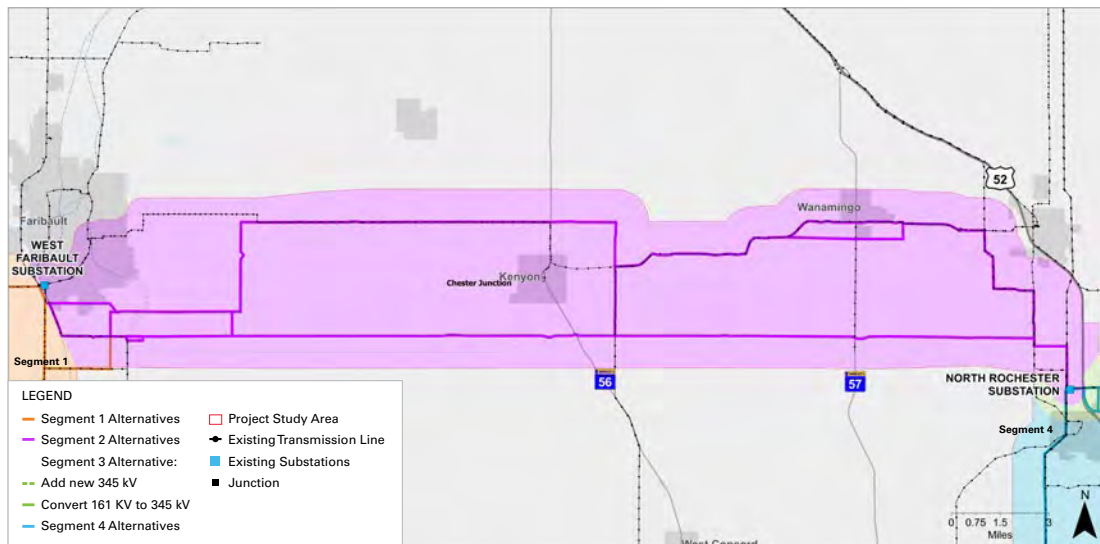 52
Faribault
WEST
FARIBAULT
SUBSTATION
Wanamingo
Kenyon
Chester Junction
Segment 1
56
57
NORTH ROCHESTER
SUBSTATION
Segment 4
LEGEND
Segment 1 Alternatives
Segment 2 Alternatives
Segment 3 Alternative:
Add new 345 kV
Convert 161 KV to 345 kV
Segment 4 Alternatives
Project Study Area
Existing Transmission Line
Existing Substations
Junction
N
0 0.75 1.5 3
Miles
West Concord